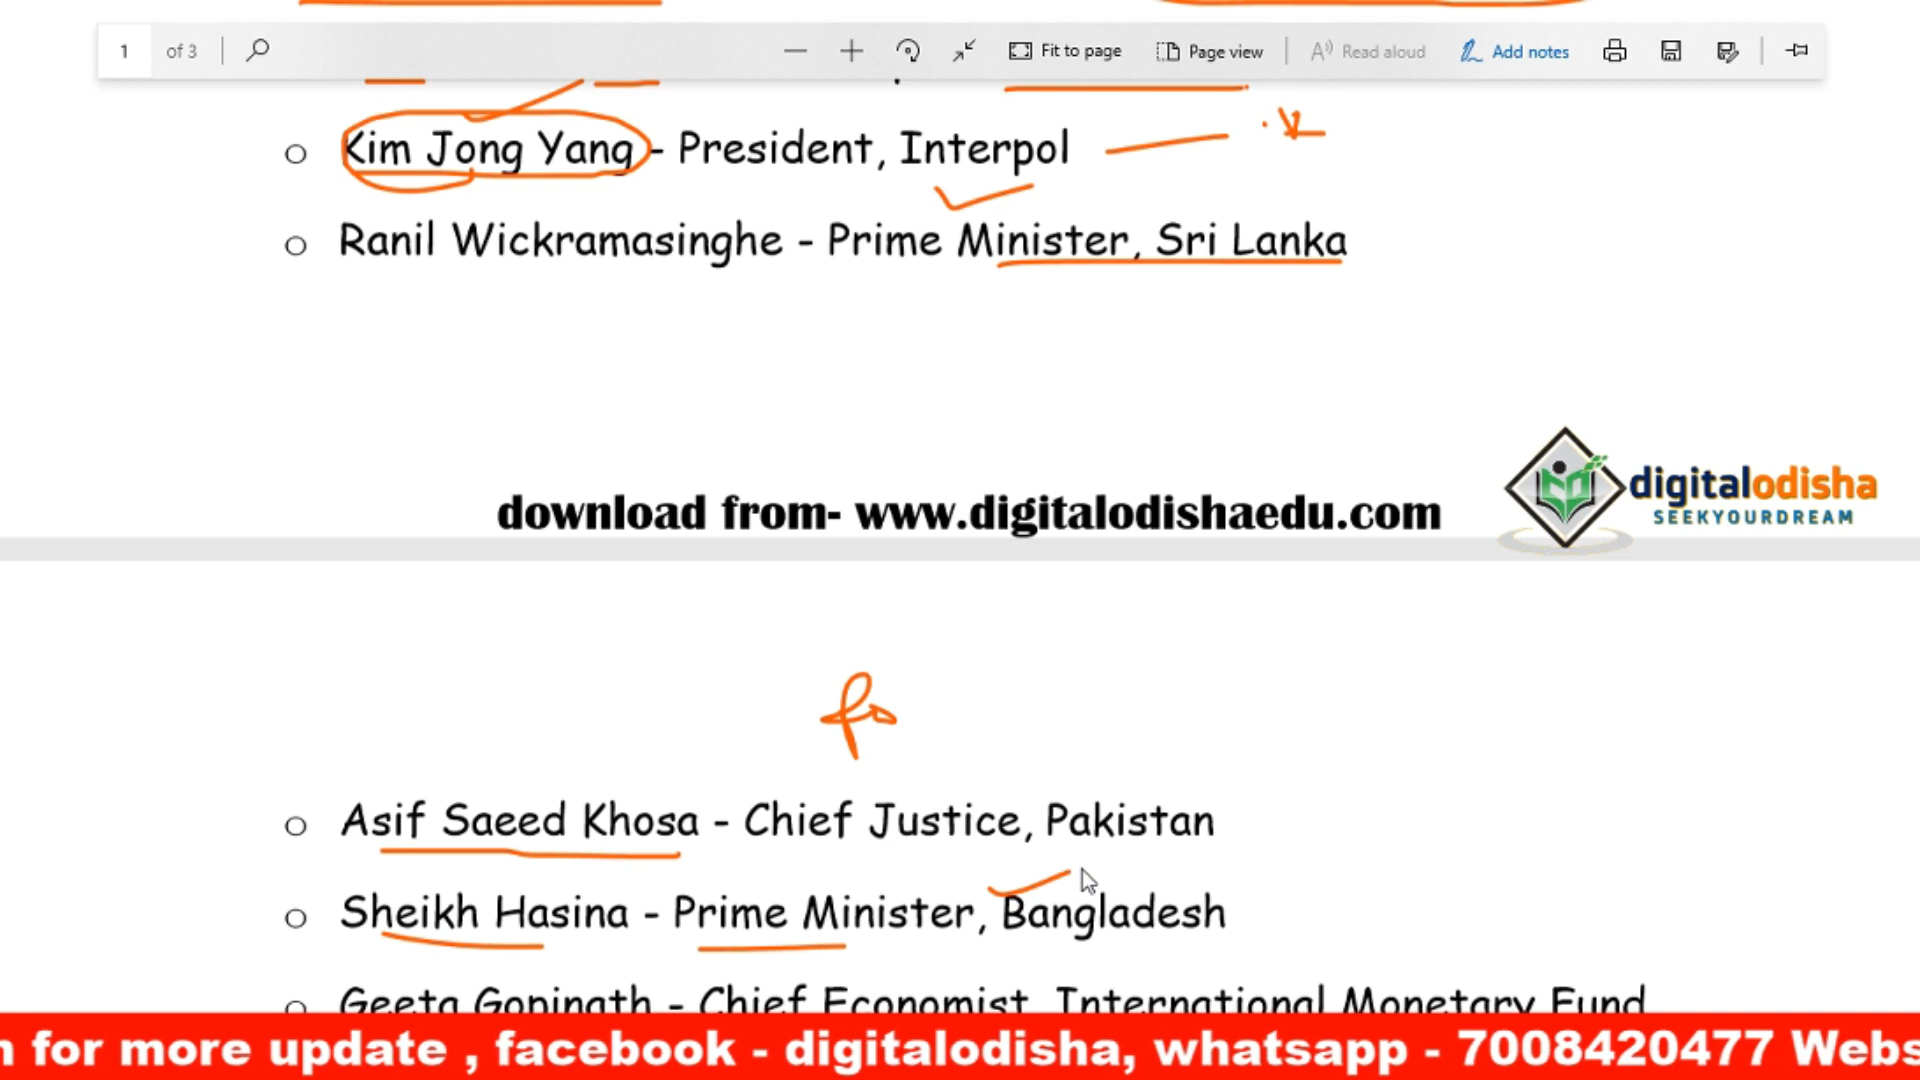 1 of 3 Fit to page Page view Read aloud Add notes
o Kim Jong Yang - President, Interpol
o Ranil Wickramasinghe - Prime Minister, Sri Lanka
download from- www.digitalodishaedu.com
digitalodisha
SEEKYOURDREAM
o Asif Saeed Khosa - Chief Justice, Pakistan
o Sheikh Hasina - Prime Minister, Bangladesh
o Geeta Gopinath - Chief Economist, International Monetary Fund
n for more update , facebook - digitalodisha, whatsapp - 7008420477 Webs